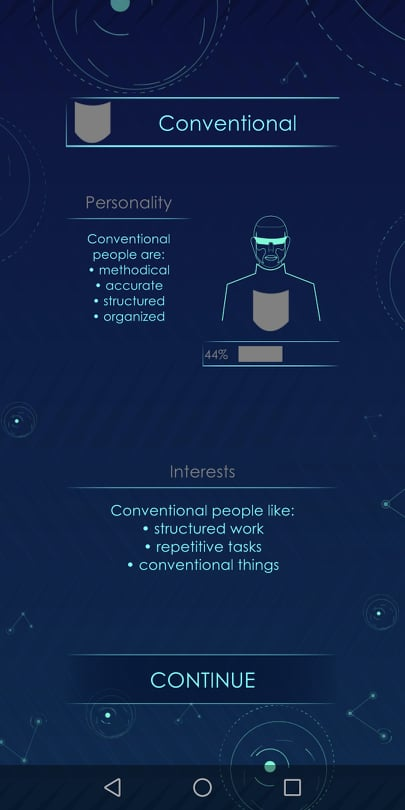 Conventional
Personality
Conventional
people are:
• methodical
• accurate
• structured
• organized
44%
Interests
Conventional people like:
• structured work
• repetitive tasks
• conventional things
CONTINUE